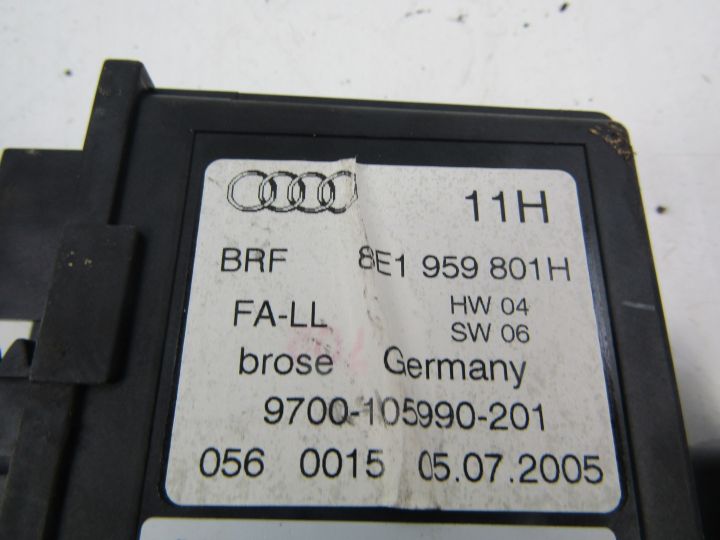 11H
BRF 8E1 959 801H
FA-LL HW 04
SW 06
brose Germany
9700-105990-201
056 0015 05.07.2005